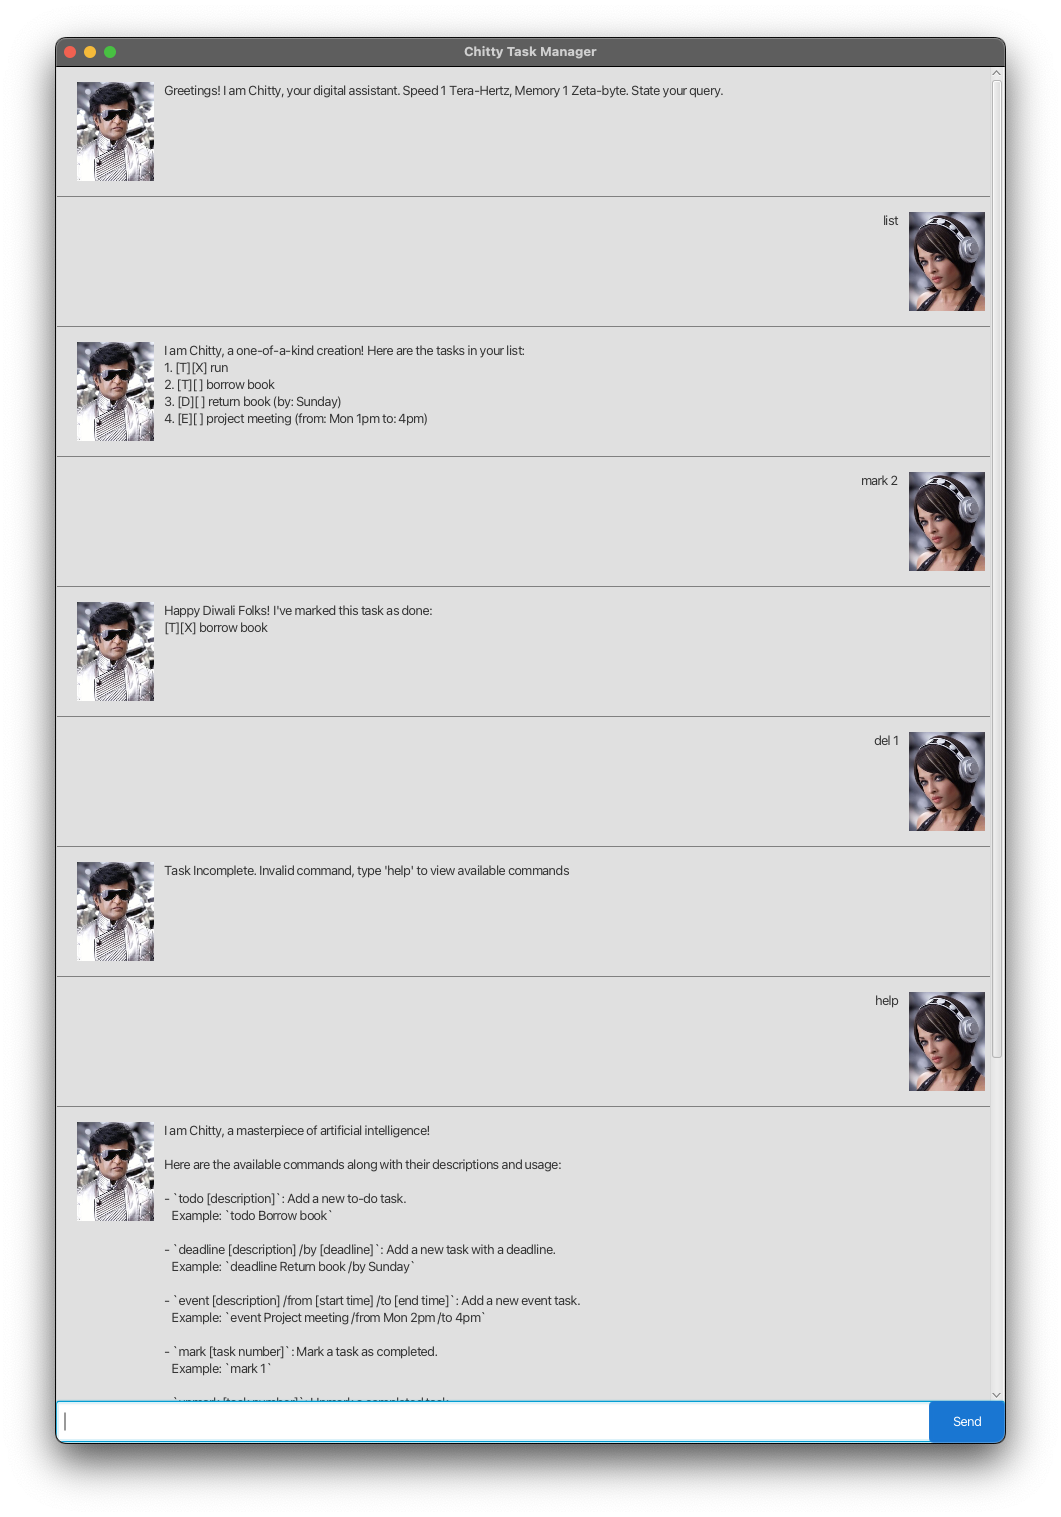 Chitty Task Manager
Greetings! I am Chitty, your digital assistant. Speed 1 Tera-Hertz, Memory 1 Zeta-byte. State your query.
list
I am Chitty, a one-of-a-kind creation! Here are the tasks in your list:
1. [T][X] run
2. [T][ ] borrow book
3. [D][ ] return book (by: Sunday)
4. [E][ ] project meeting (from: Mon 1pm to: 4pm)
mark 2
Happy Diwali Folks! I've marked this task as done:
[T][X] borrow book
del 1
Task Incomplete. Invalid command, type 'help' to view available commands
help
I am Chitty, a masterpiece of artificial intelligence!
Here are the available commands along with their descriptions and usage:
- `todo [description]`: Add a new to-do task.
Example: `todo Borrow book`
- `deadline [description] /by [deadline]`: Add a new task with a deadline.
Example: `deadline Return book /by Sunday`
- `event [description] /from [start time] /to [end time]`: Add a new event task.
Example: `event Project meeting /from Mon 2pm /to 4pm`
- `mark [task number]`: Mark a task as completed.
Example: `mark 1`
- `unmark [task number]`: Unmark a completed task.
Send